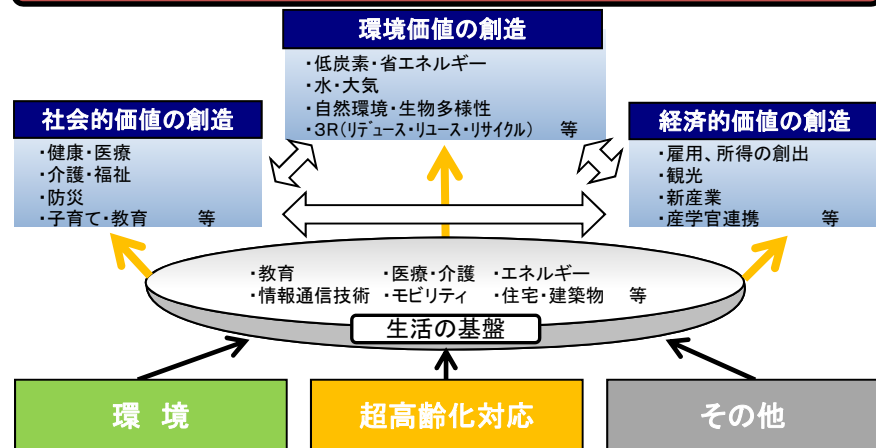 環境価値の創造
・低炭素・省エネルギー
・水・大気
・自然環境・生物多様性
・3R(リデュース・リユース・リサイクル)　等
社会的価値の創造
・健康・医療
・介護・福祉
・防災
・子育て・教育　等
経済的価値の創造
・雇用、所得の創出
・観光
・新産業
・産学官連携　等
・教育　・医療・介護　・エネルギー
・情報通信技術　・モビリティ　・住宅・建築物　等
生活の基盤
環 境
超高齢化対応
その他